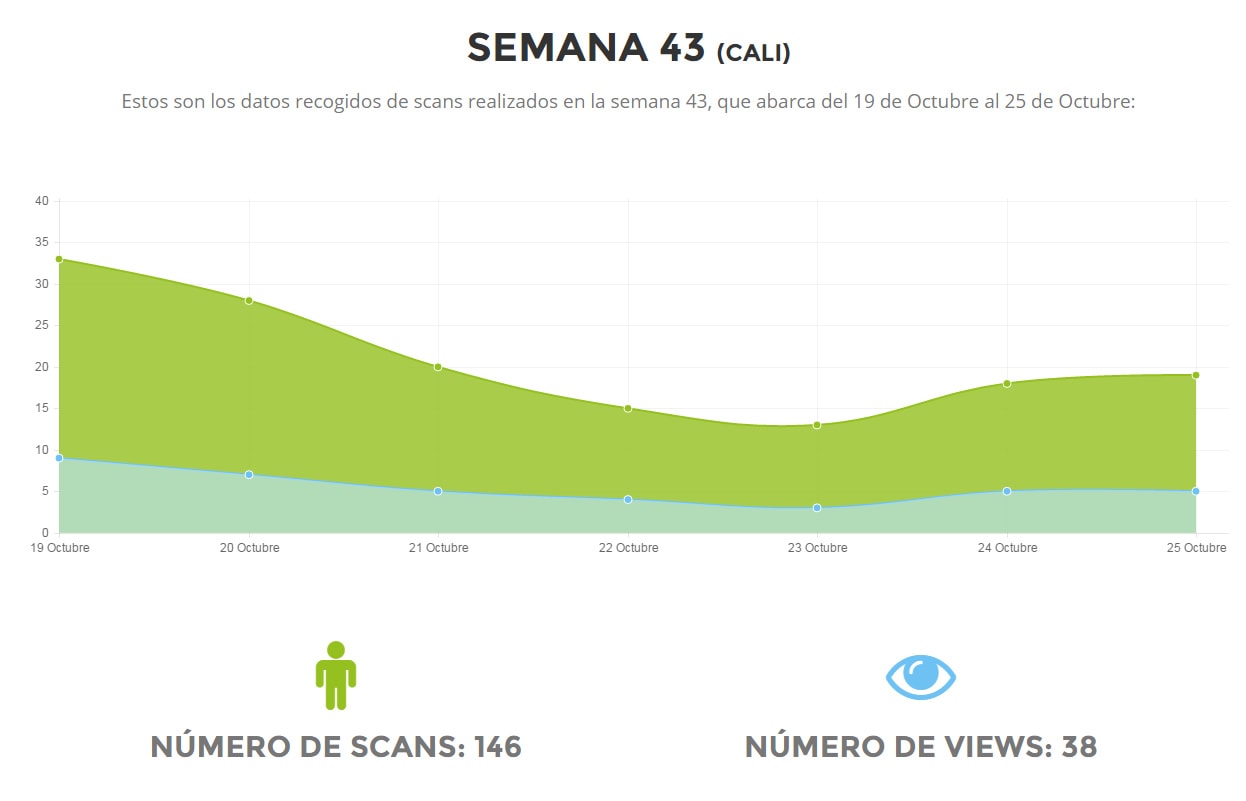 SEMANA 43 (CALI)
Estos son los datos recogidos de scans realizados en la semana 43, que abarca del 19 de Octubre al 25 de Octubre:
40
35
30
25
20
15
10
5
0
19 Octubre 20 Octubre 21 Octubre 22 Octubre 23 Octubre 24 Octubre 25 Octubre
NÚMERO DE SCANS: 146 NÚMERO DE VIEWS: 38